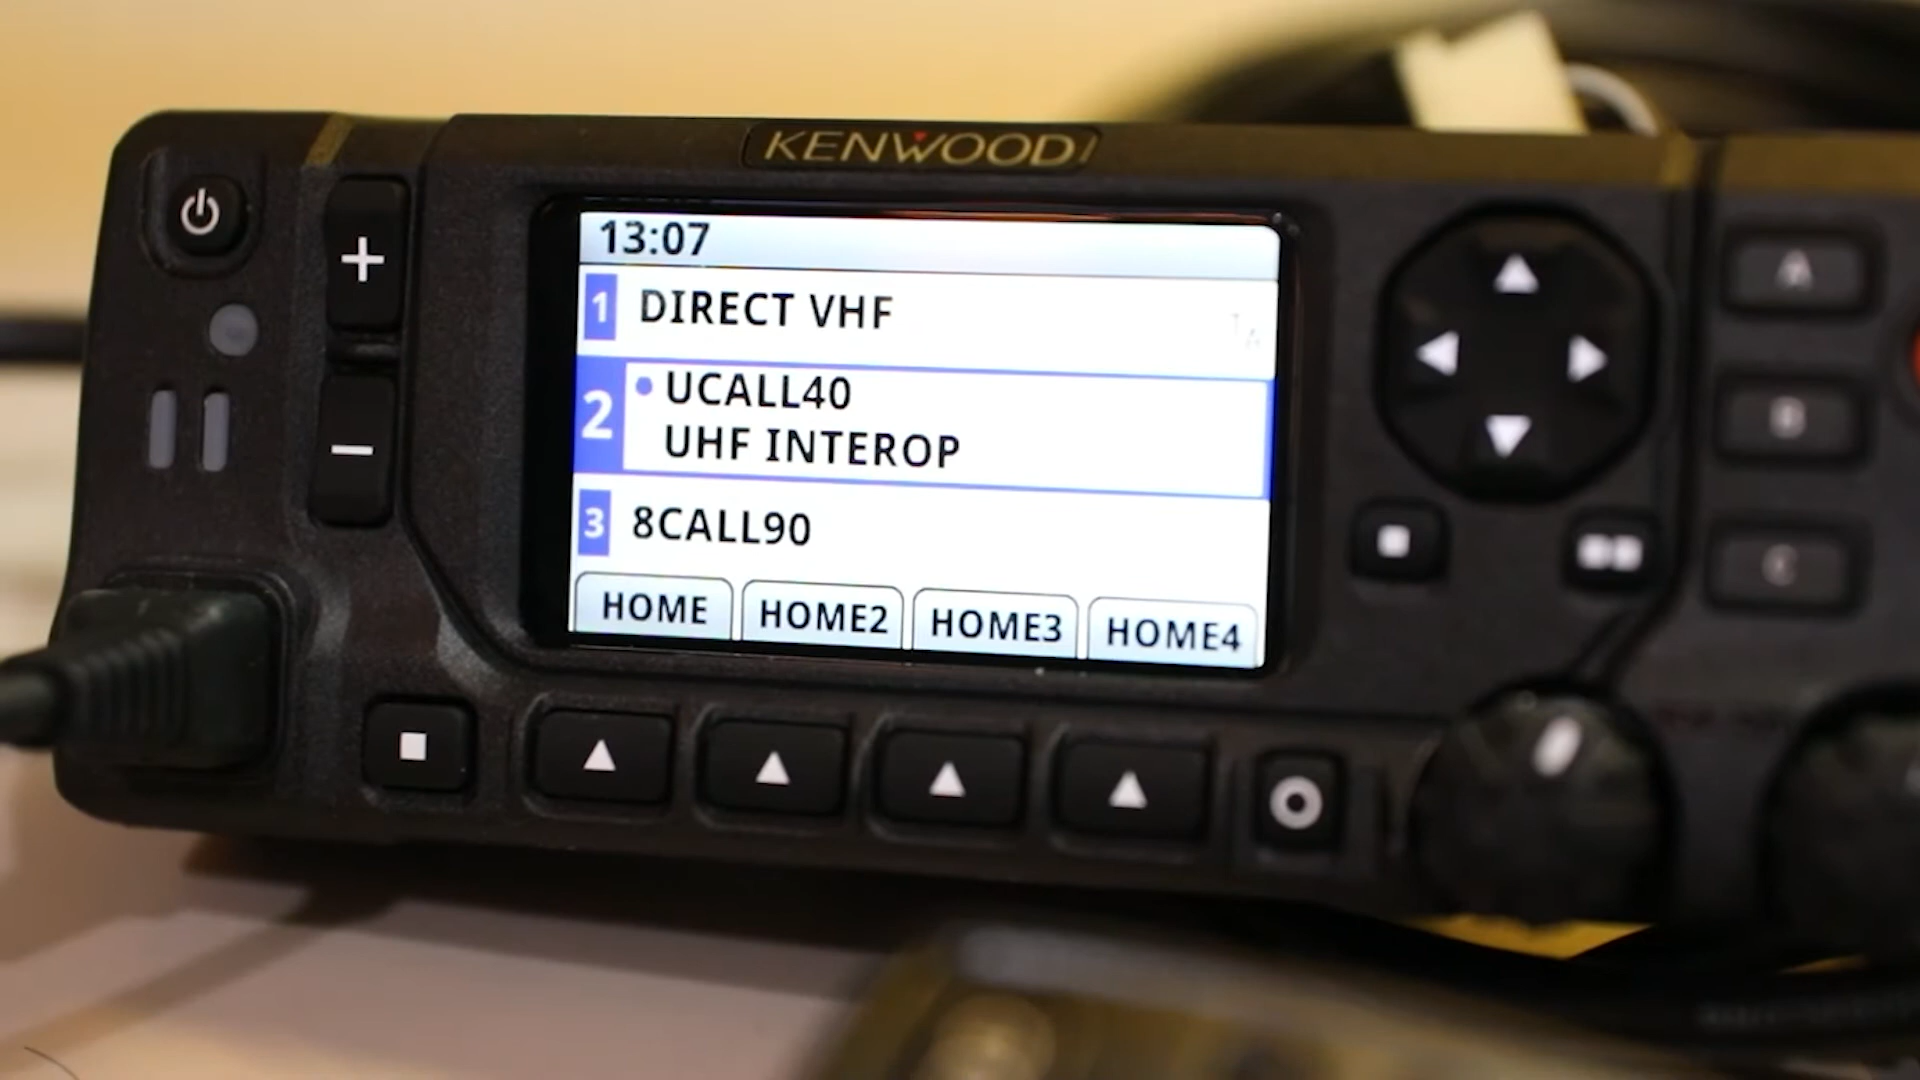 KENWOOD
13:07
1 DIRECT VHF
2 UCALL40
UHF INTEROP
3 8CALL90
HOME HOME2 HOME3 HOME4
A
B
C